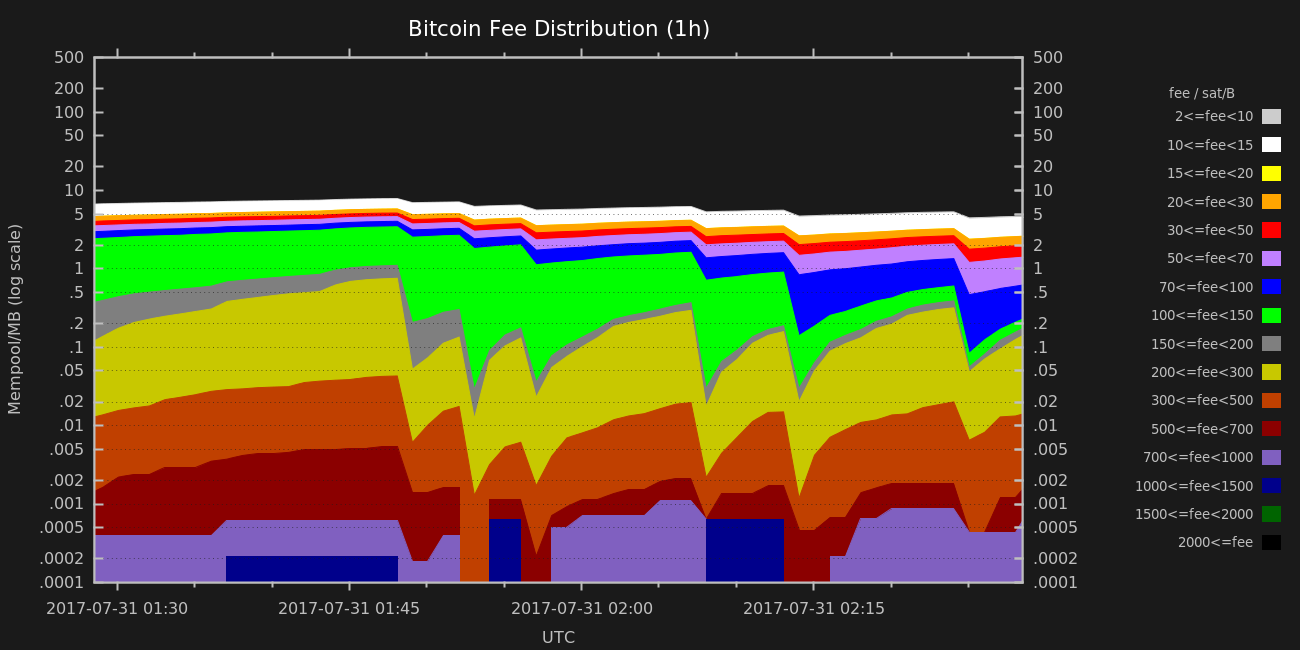 Bitcoin Fee Distribution (1h)
Mempool/MB (log scale)
500
200
100
50
20
10
5
2
1
.5
.2
.1
.05
.02
.01
.005
.002
.001
.0005
.0002
.0001
500
200
100
50
20
10
5
2
1
.5
.2
.1
.05
.02
.01
.005
.002
.001
.0005
.0002
.0001
2017-07-31 01:30
2017-07-31 01:45
2017-07-31 02:00
2017-07-31 02:15
UTC
fee / sat/B
2<=fee<10
10<=fee<15
15<=fee<20
20<=fee<30
30<=fee<50
50<=fee<70
70<=fee<100
100<=fee<150
150<=fee<200
200<=fee<300
300<=fee<500
500<=fee<700
700<=fee<1000
1000<=fee<1500
1500<=fee<2000
2000<=fee